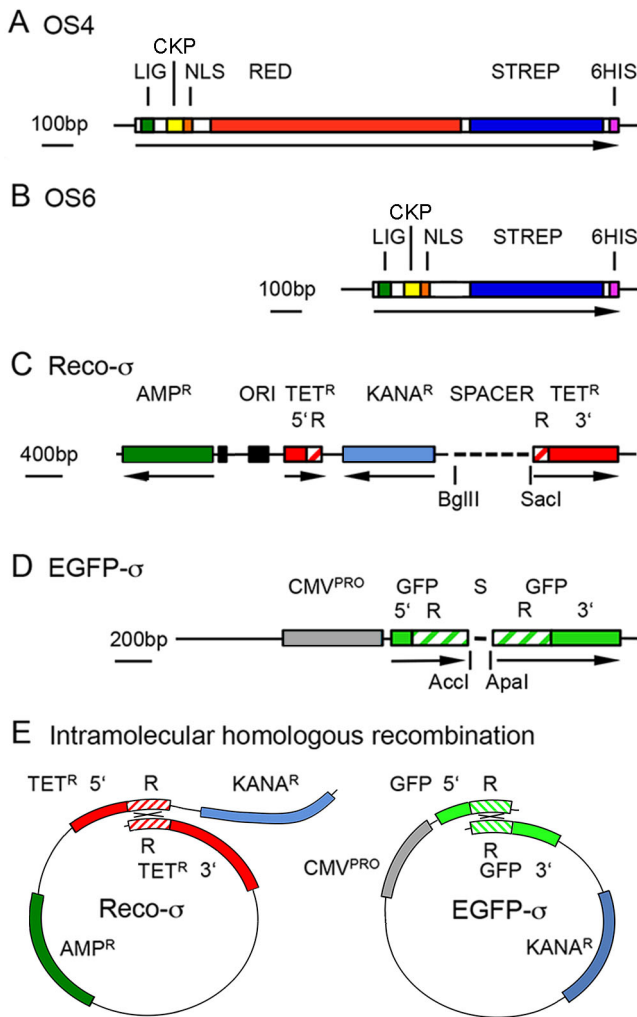 A OS4
CKP
LIG NLS RED STREP 6HIS
100bp
B OS6
CKP
LIG NLS STREP 6HIS
100bp
C Reco-σ
AMPᴿ ORI TETᴿ KANAᴿ SPACER TETᴿ
5‘ R R 3‘
400bp
BglII SacI
D EGFP-σ
CMVᴾᴿᴼ GFP S GFP
5‘ R R 3‘
200bp
AccI ApaI
E Intramolecular homologous recombination
TETᴿ 5‘ R KANAᴿ GFP 5‘ R
R R
TETᴿ 3‘ CMVᴾᴿᴼ GFP 3‘
Reco-σ EGFP-σ
AMPᴿ KANAᴿ